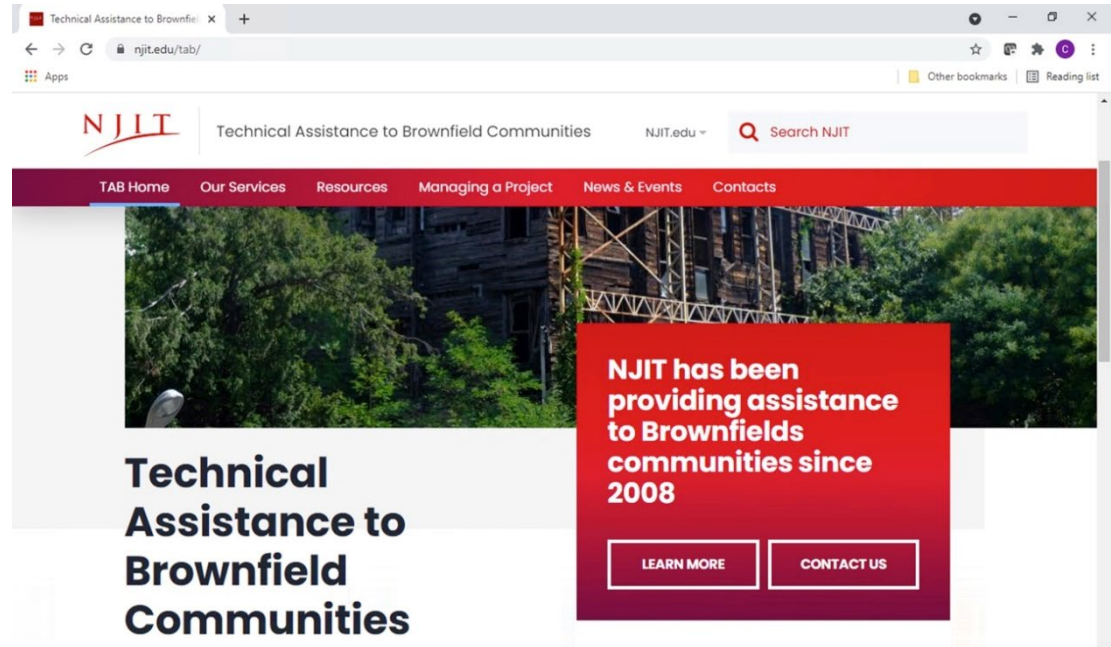 Technical Assistance to Brownfiel
njit.edu/tab/
C
Apps
Other bookmarks
Reading list
NJIT
Technical Assistance to Brownfield Communities
NJIT.edu
Search NJIT
TAB Home Our Services Resources Managing a Project News & Events Contacts
NJIT has been
providing assistance
to Brownfields
communities since
2008
LEARN MORE CONTACT US
Technical
Assistance to
Brownfield
Communities